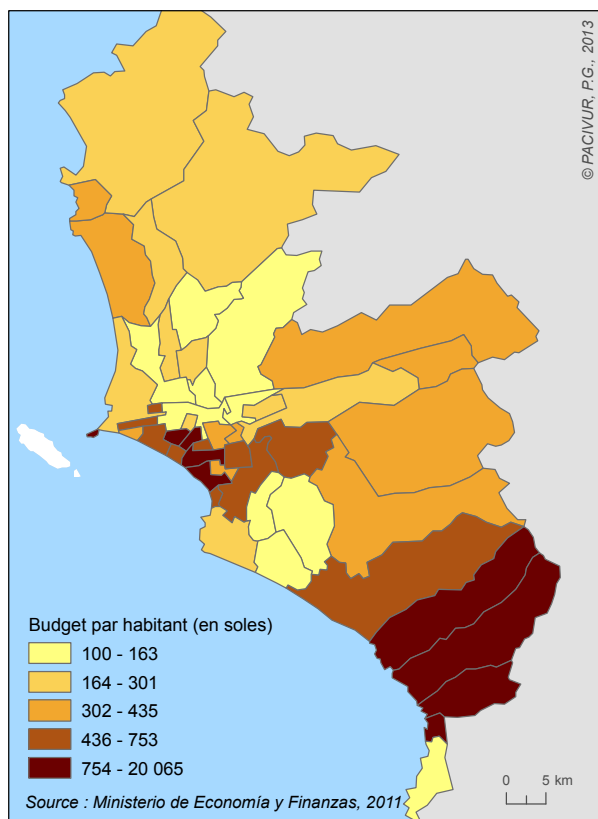 © PACIVUR, P.G., 2013
Budget par habitant (en soles)
100 - 163
164 - 301
302 - 435
436 - 753
754 - 20 065
0 5 km
Source : Ministerio de Economía y Finanzas, 2011